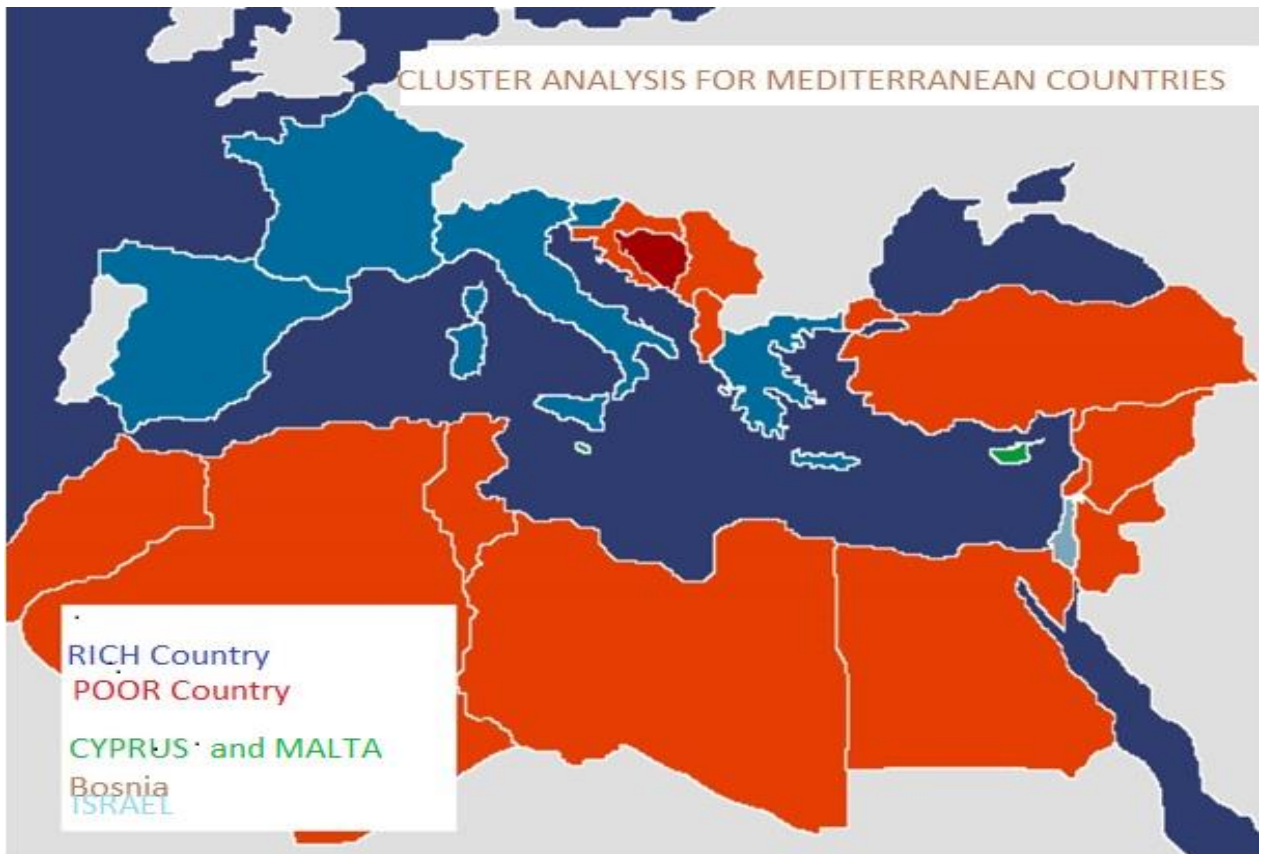 CLUSTER ANALYSIS FOR MEDITERRANEAN COUNTRIES
RICH Country
POOR Country
CYPRUS and MALTA
Bosnia
ISRAEL